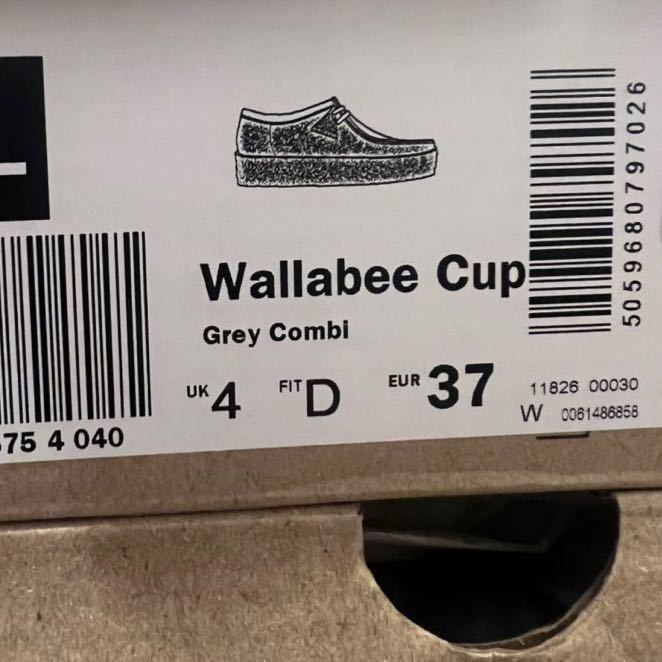 Wallabee Cup
Grey Combi
UK 4 FIT D EUR 37
11826 00030
W 0061486858
5059680797026
75 4 040